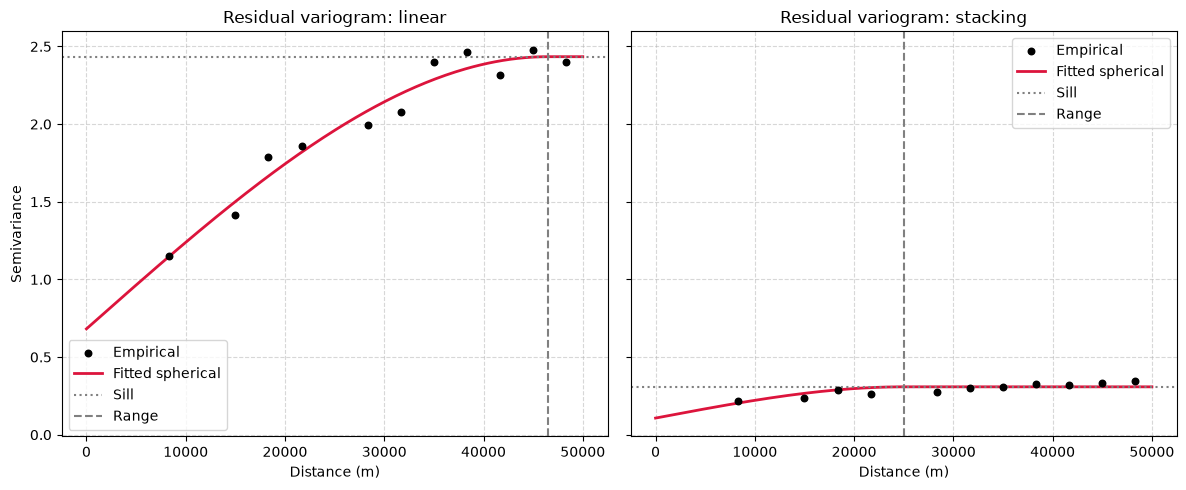 Residual variogram: linear
Semivariance
2.5
2.0
1.5
1.0
0.5
0.0
Empirical
Fitted spherical
Sill
Range
0 10000 20000 30000 40000 50000
Distance (m)
Residual variogram: stacking
Empirical
Fitted spherical
Sill
Range
0 10000 20000 30000 40000 50000
Distance (m)